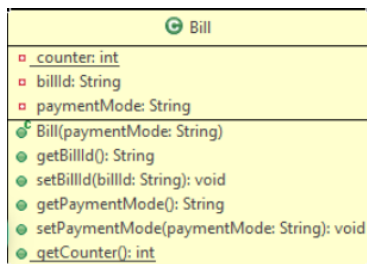 Bill
counter: int
billId: String
paymentMode: String
Bill(paymentMode: String)
getBillId(): String
setBillId(billId: String): void
getPaymentMode(): String
setPaymentMode(paymentMode: String): void
getCounter(): int